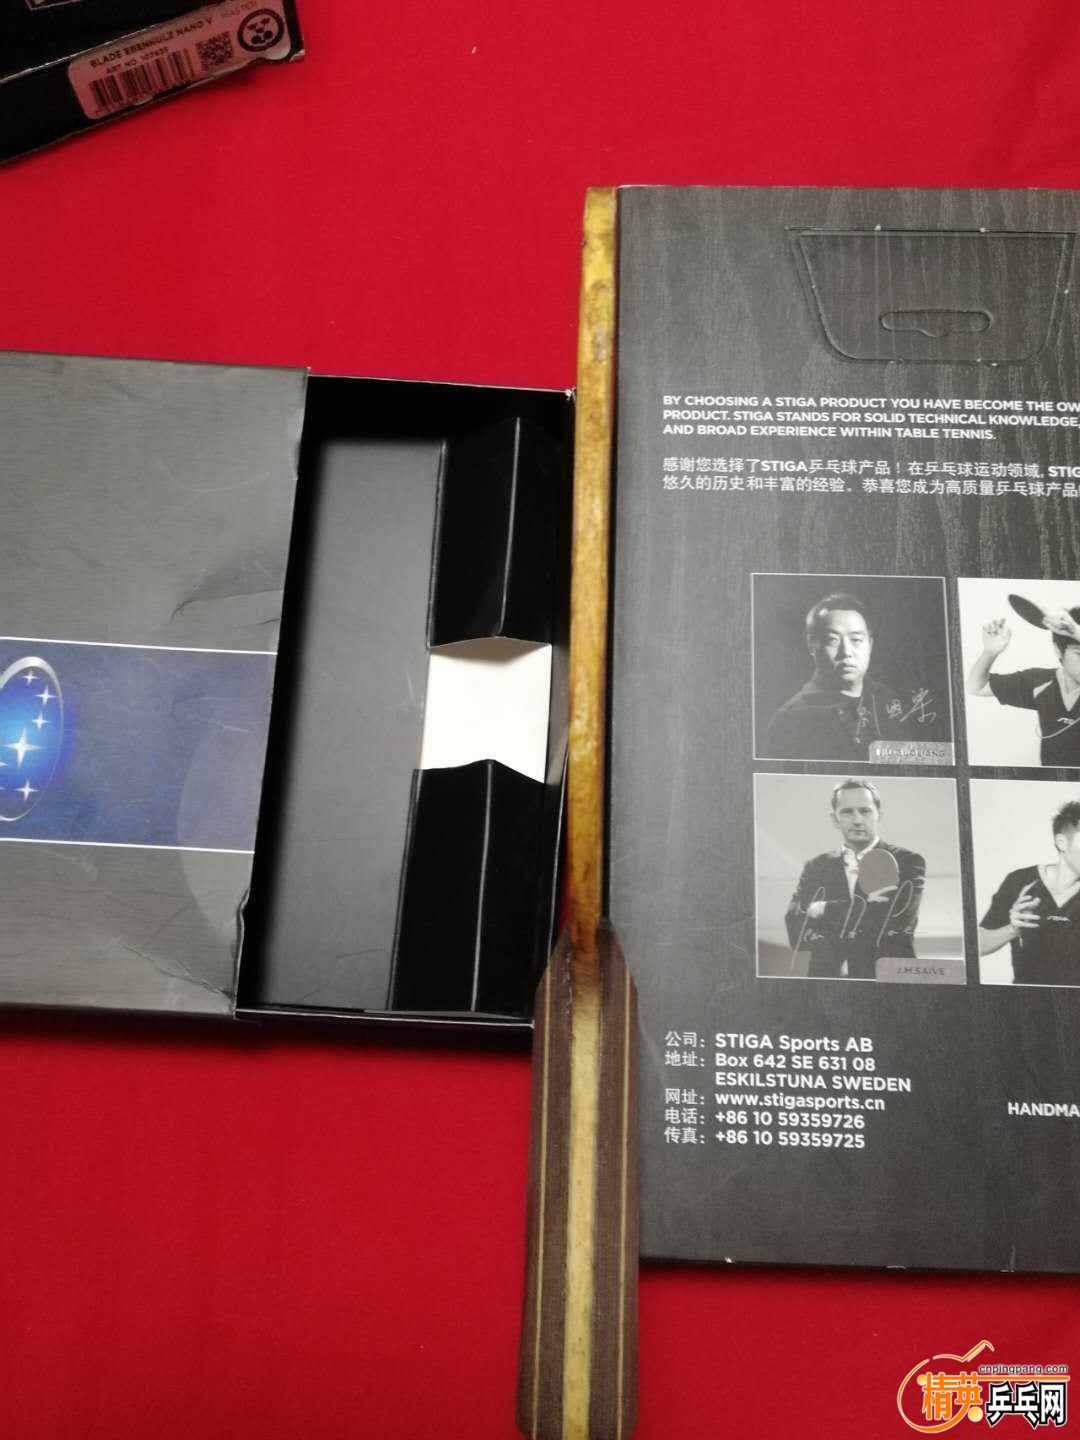 BLADE EBENHOLZ NAND V
ART NO. 107835
BY CHOOSING A STIGA PRODUCT YOU HAVE BECOME THE OW
PRODUCT. STIGA STANDS FOR SOLID TECHNICAL KNOWLEDGE,
AND BROAD EXPERIENCE WITHIN TABLE TENNIS.
感谢您选择了STIGA乒乓球产品！在乒乓球运动领域, STIG
悠久的历史和丰富的经验。恭喜您成为高质量乒乓球产品
J.M.SAIVE
公司: STIGA Sports AB
地址: Box 642 SE 631 08
ESKILSTUNA SWEDEN
网址: www.stigasports.cn
电话: +86 10 59359726
传真: +86 10 59359725
HANDMA
cnpingpang.com
精英乒乓网